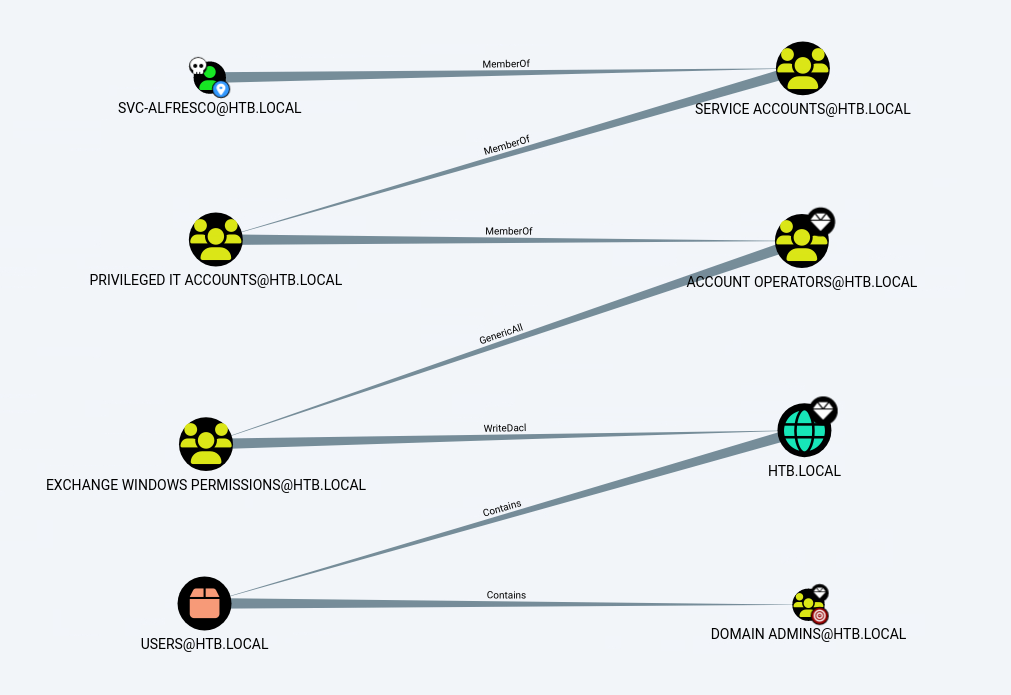 MemberOf
SVC-ALFRESCO@HTB.LOCAL
SERVICE ACCOUNTS@HTB.LOCAL
MemberOf
MemberOf
PRIVILEGED IT ACCOUNTS@HTB.LOCAL
ACCOUNT OPERATORS@HTB.LOCAL
GenericAll
WriteDacl
HTB.LOCAL
EXCHANGE WINDOWS PERMISSIONS@HTB.LOCAL
Contains
Contains
USERS@HTB.LOCAL
DOMAIN ADMINS@HTB.LOCAL